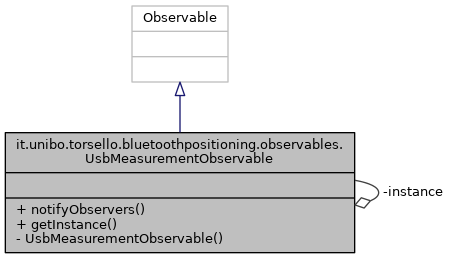 Observable
it.unibo.torsello.bluetoothpositioning.observables.
UsbMeasurementObservable
-instance
+ notifyObservers()
+ getInstance()
- UsbMeasurementObservable()